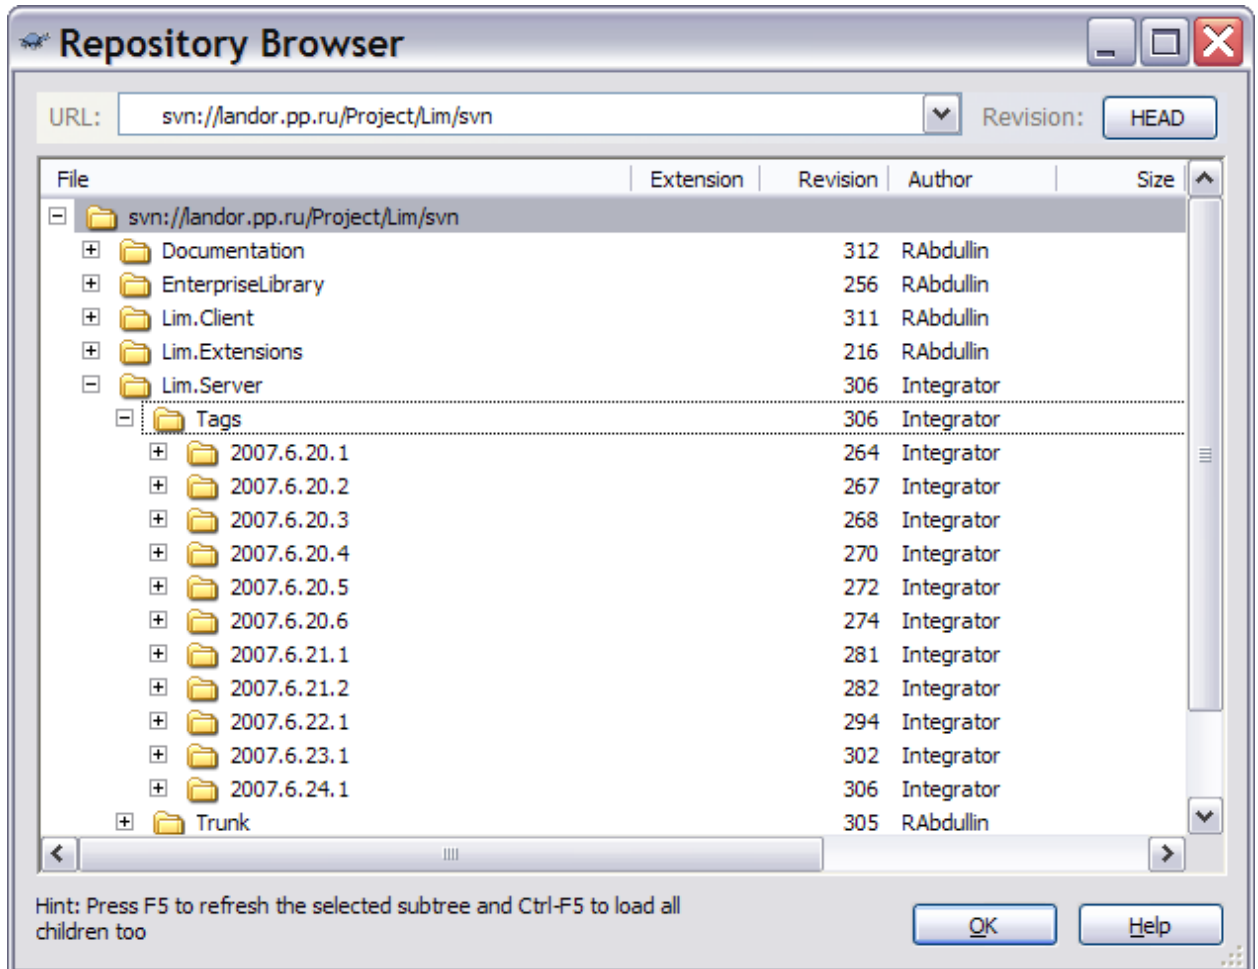 Repository Browser
URL: svn://landor.pp.ru/Project/Lim/svn Revision: HEAD
File Extension Revision Author Size
svn://landor.pp.ru/Project/Lim/svn
Documentation 312 RAbdullin
EnterpriseLibrary 256 RAbdullin
Lim.Client 311 RAbdullin
Lim.Extensions 216 RAbdullin
Lim.Server 306 Integrator
Tags 306 Integrator
2007.6.20.1 264 Integrator
2007.6.20.2 267 Integrator
2007.6.20.3 268 Integrator
2007.6.20.4 270 Integrator
2007.6.20.5 272 Integrator
2007.6.20.6 274 Integrator
2007.6.21.1 281 Integrator
2007.6.21.2 282 Integrator
2007.6.22.1 294 Integrator
2007.6.23.1 302 Integrator
2007.6.24.1 306 Integrator
Trunk 305 RAbdullin
Hint: Press F5 to refresh the selected subtree and Ctrl-F5 to load all
children too
OK Help